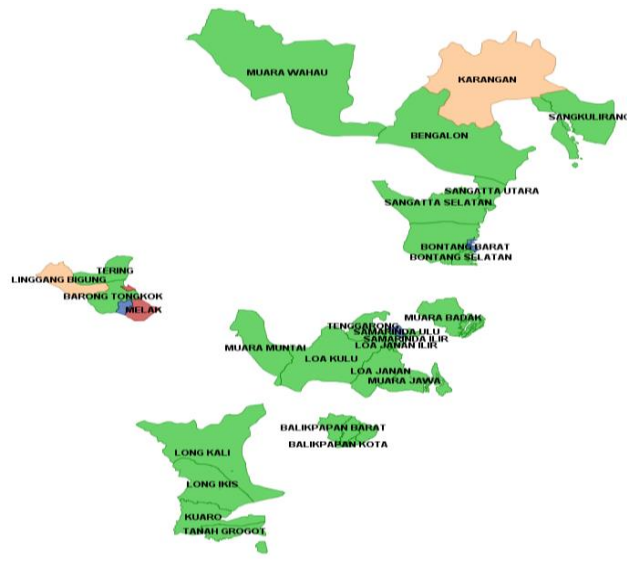 MUARA WAHAU
KARANGAN
SANGKULIRANG
BENGALON
SANGATTA UTARA
SANGATTA SELATAN
BONTANG BARAT
BONTANG SELATAN
TERING
LINGGANG BIGUNG
BARONG TONGKOK
MELAK
MUARA BADAK
TENGGARONG
SAMARINDA ULU
SAMARINDA ILIR
LOA JANAN ILIR
MUARA MUNTAI
LOA KULU
LOA JANAN
MUARA JAWA
BALIKPAPAN BARAT
BALIKPAPAN KOTA
LONG KALI
LONG IKIS
KUARO
TANAH GROGOT